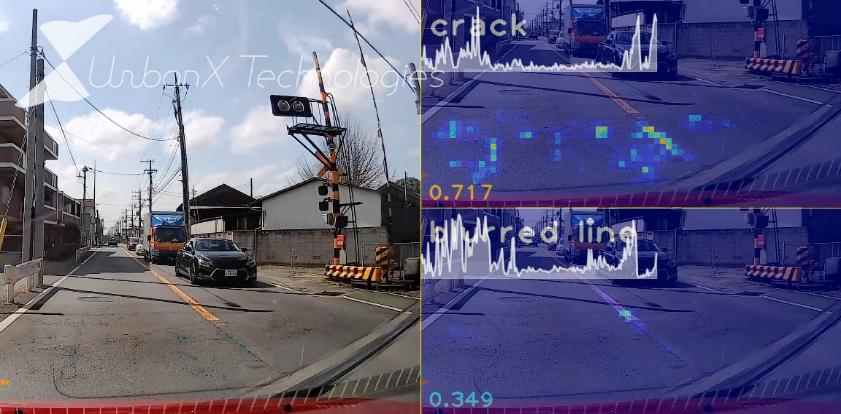 UrbanX Technologies
crack
0.717
blurred line
0.349